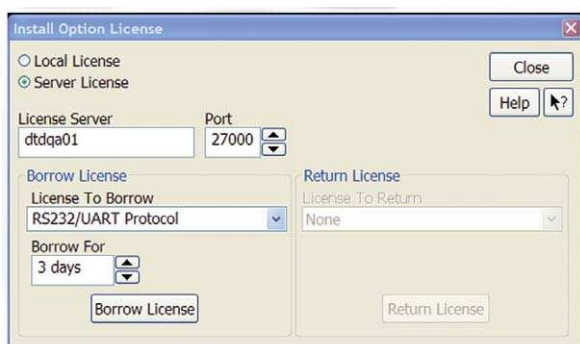 Install Option License
Local License
Server License
Close
Help ?
License Server
Port
dtdqa01
27000
Borrow License
License To Borrow
RS232/UART Protocol
Borrow For
3 days
Borrow License
Return License
License To Return
None
Return License